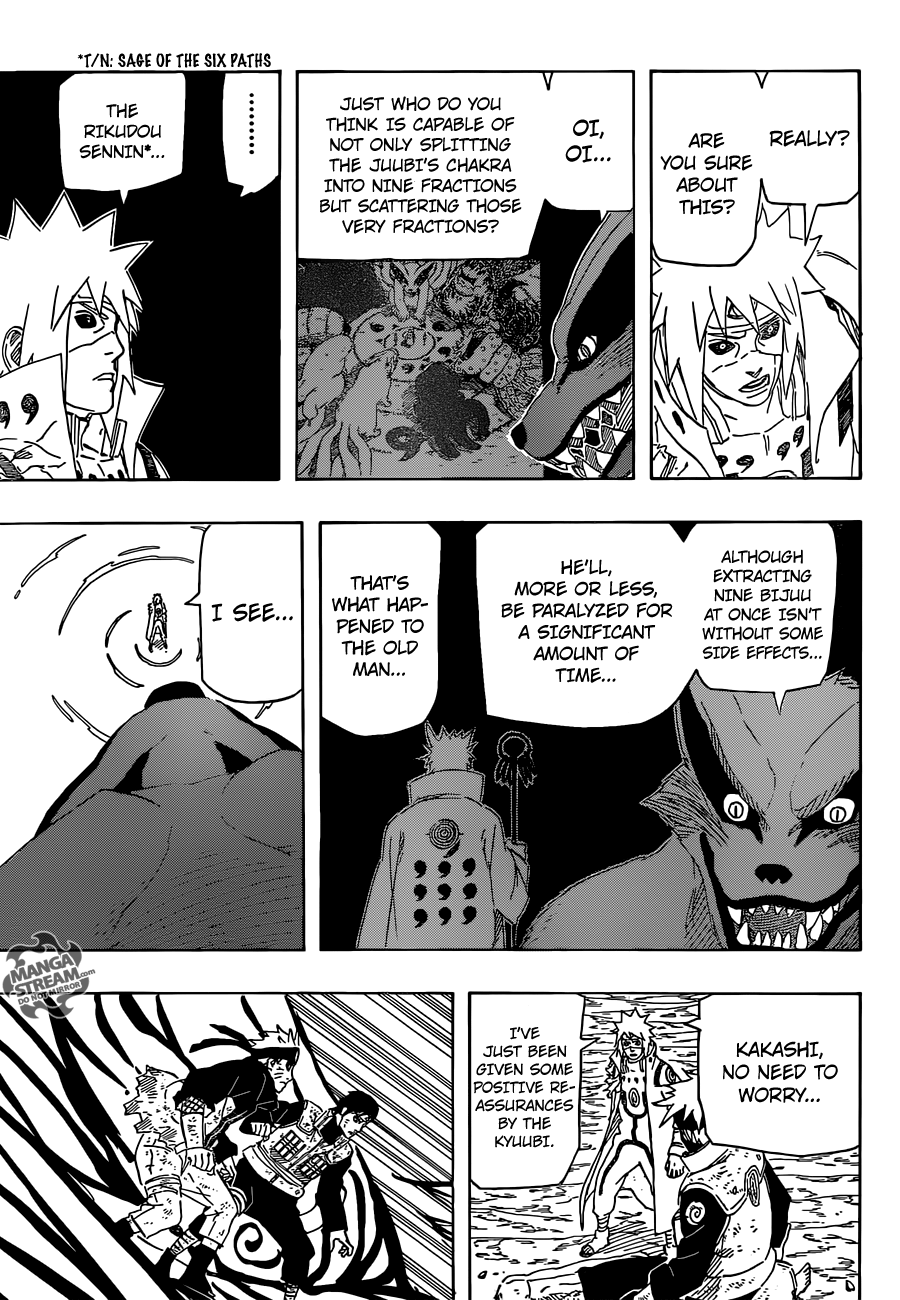 *T/N: SAGE OF THE SIX PATHS
REALLY?
ARE
YOU SURE
ABOUT
THIS?
OI,
OI...
JUST WHO DO YOU
THINK IS CAPABLE OF
NOT ONLY SPLITTING
THE JUUBI'S CHAKRA
INTO NINE FRACTIONS
BUT SCATTERING THOSE
VERY FRACTIONS?
.........
THE
RIKUDOU
SENNIN*...
ALTHOUGH
EXTRACTING
NINE BIJUU
AT ONCE ISN'T
WITHOUT SOME
SIDE EFFECTS...
HE'LL,
MORE OR LESS,
BE PARALYZED FOR
A SIGNIFICANT
AMOUNT OF
TIME...
THAT'S
WHAT HAP-
PENED TO
THE OLD
MAN...
I SEE...
KAKASHI,
NO NEED TO
WORRY...
I'VE
JUST BEEN
GIVEN SOME
POSITIVE RE-
ASSURANCES
BY THE
KYUUBI.
MANGA
STREAM.com
DO NOT MIRROR